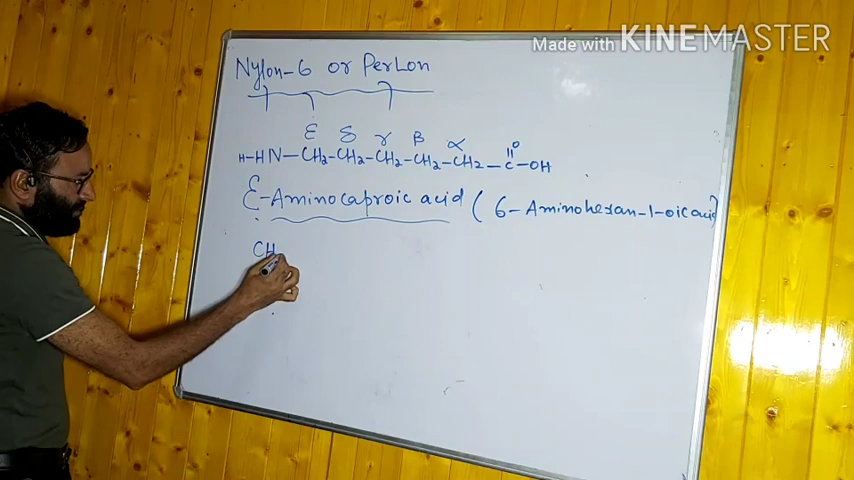 Made with KINEMASTER
Nylon-6 or PerLon
ε δ γ β α
H-HN-CH2-CH2-CH2-CH2-CH2-C-OH
O
ε-Aminocaproic acid ( 6-Aminohexan-1-oic acid)
CH